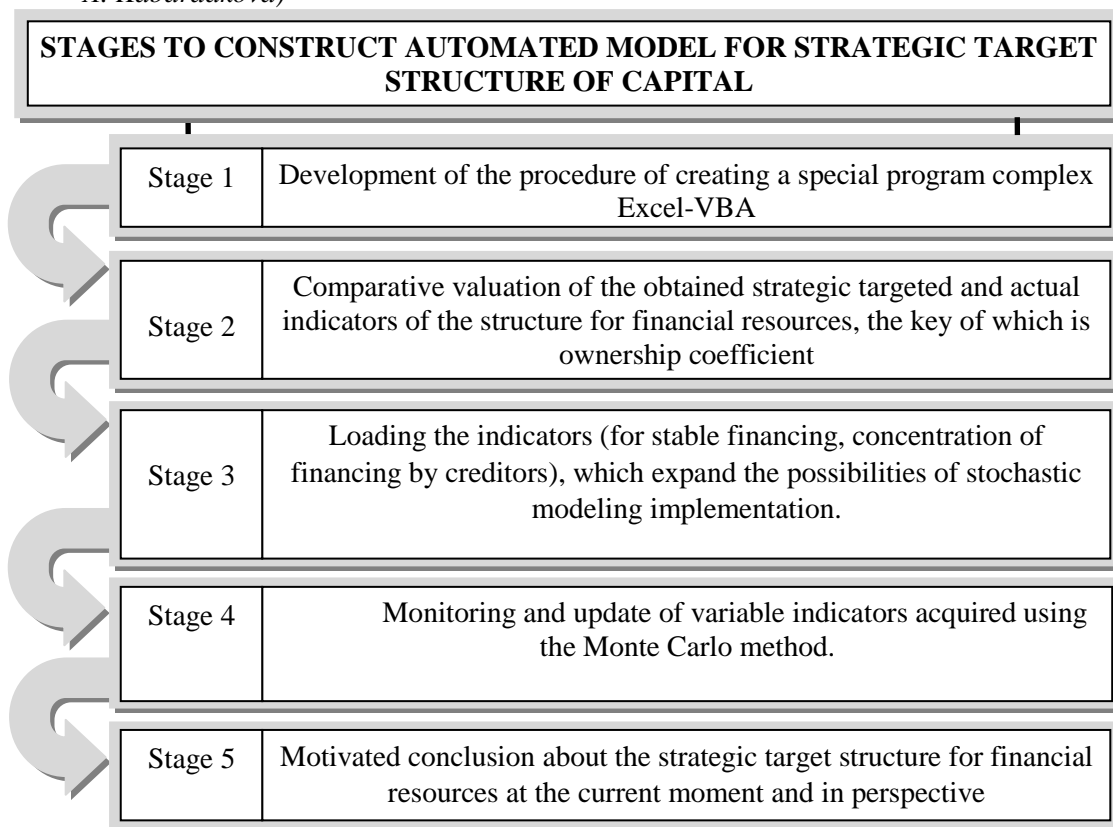 STAGES TO CONSTRUCT AUTOMATED MODEL FOR STRATEGIC TARGET
STRUCTURE OF CAPITAL
Stage 1
Development of the procedure of creating a special program complex
Excel-VBA
Stage 2
Comparative valuation of the obtained strategic targeted and actual
indicators of the structure for financial resources, the key of which is
ownership coefficient
Stage 3
Loading the indicators (for stable financing, concentration of
financing by creditors), which expand the possibilities of stochastic
modeling implementation.
Stage 4
Monitoring and update of variable indicators acquired using
the Monte Carlo method.
Stage 5
Motivated conclusion about the strategic target structure for financial
resources at the current moment and in perspective